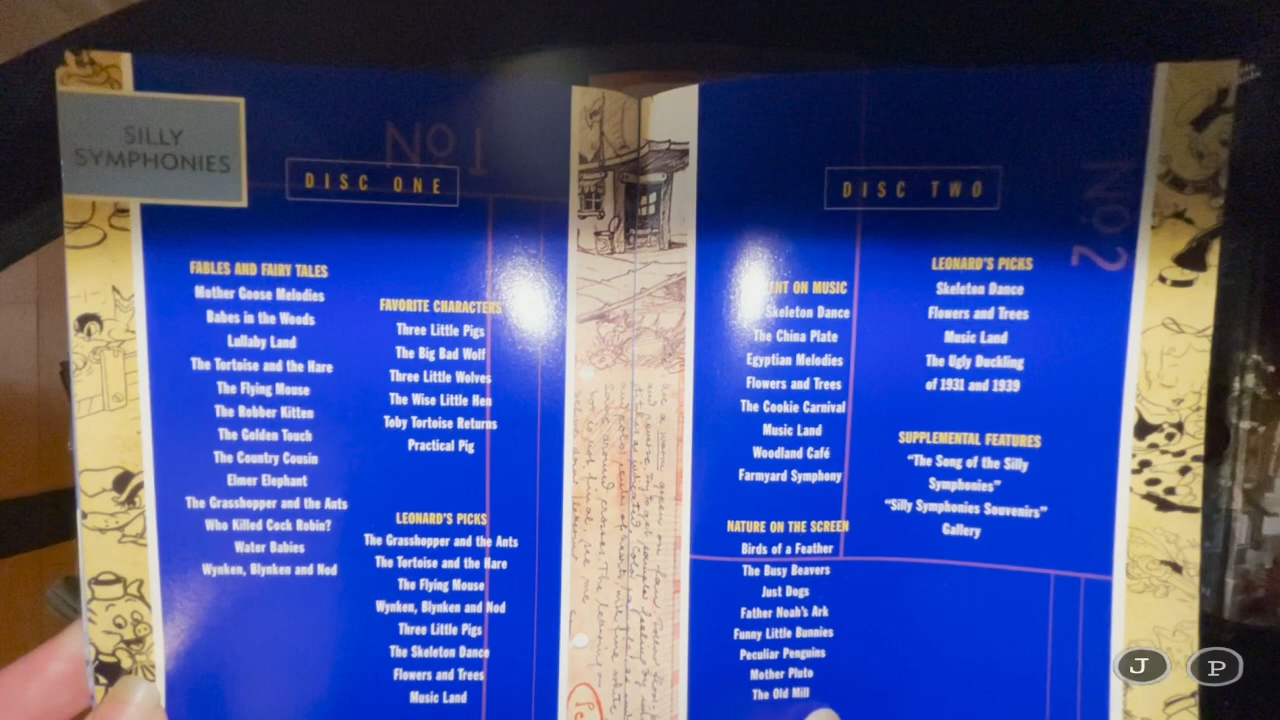 SILLY
SYMPHONIES
No 1
DISC ONE
FABLES AND FAIRY TALES
Mother Goose Melodies
Babes in the Woods
Lullaby Land
The Tortoise and the Hare
The Flying Mouse
The Robber Kitten
The Golden Touch
The Country Cousin
Elmer Elephant
The Grasshopper and the Ants
Who Killed Cock Robin?
Water Babies
Wynken, Blynken and Nod
FAVORITE CHARACTERS
Three Little Pigs
The Big Bad Wolf
Three Little Wolves
The Wise Little Hen
Toby Tortoise Returns
Practical Pig
LEONARD'S PICKS
The Grasshopper and the Ants
The Tortoise and the Hare
The Flying Mouse
Wynken, Blynken and Nod
Three Little Pigs
The Skeleton Dance
Flowers and Trees
Music Land
No 2
DISC TWO
ON MUSIC
Skeleton Dance
The China Plate
Egyptian Melodies
Flowers and Trees
The Cookie Carnival
Music Land
Woodland Café
Farmyard Symphony
NATURE ON THE SCREEN
Birds of a Feather
The Busy Beavers
Just Dogs
Father Noah's Ark
Funny Little Bunnies
Peculiar Penguins
Mother Pluto
The Old Mill
LEONARD'S PICKS
Skeleton Dance
Flowers and Trees
Music Land
The Ugly Duckling
of 1931 and 1939
SUPPLEMENTAL FEATURES
"The Song of the Silly
Symphonies"
"Silly Symphonies Souvenirs"
Gallery
J P